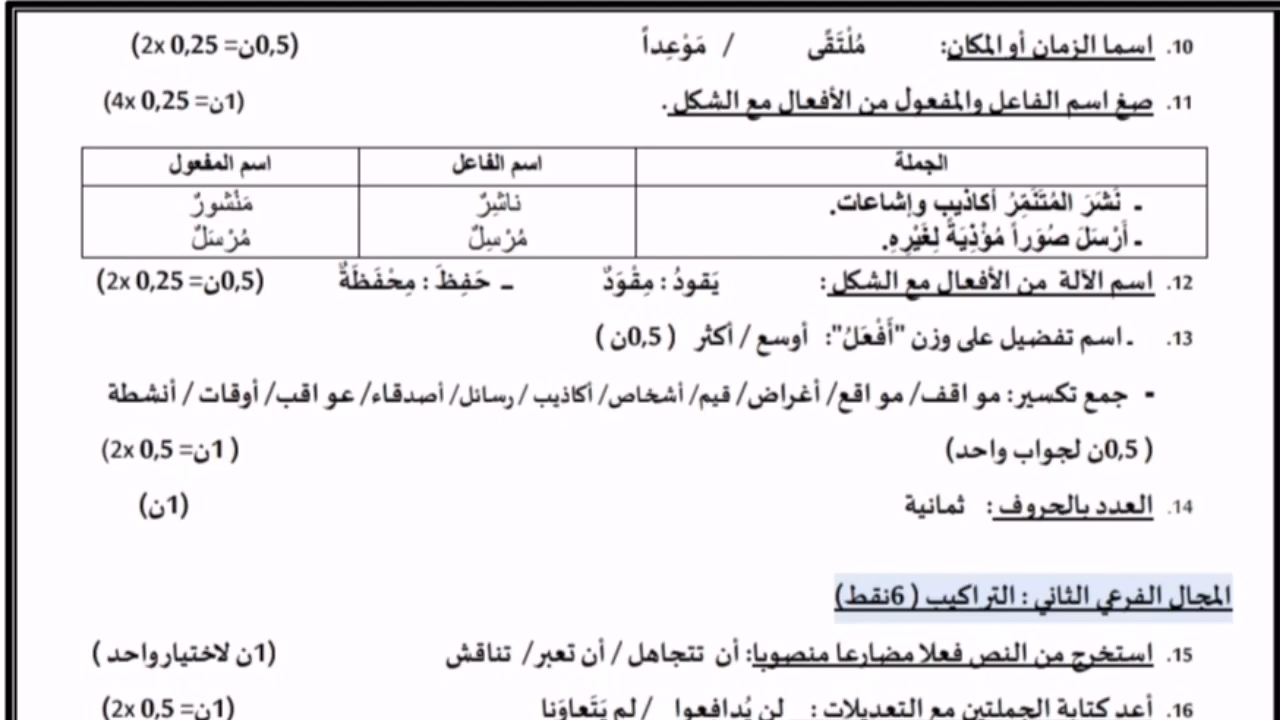 10. اسما الزمان أو المكان: مُلْتَقًى / مَوْعِداً (0,5ن= 0,25 x2)
11. صغ اسم الفاعل والمفعول من الأفعال مع الشكل. (1ن= 0,25 x4)
الجملة اسم الفاعل اسم المفعول
ـ نَشَرَ المُتَنَمِّرُ أكاذيب وإشاعات. ناشِرٌ مَنْشورٌ
ـ أَرْسَلَ صُوَراً مُؤْذِيَةً لِغَيْرِهِ. مُرْسِلٌ مُرْسَلٌ
12. اسم الآلة من الأفعال مع الشكل: يَقودُ: مِقْوَدٌ ـ حَفِظَ: مِحْفَظَةٌ (0,5ن= 0,25 x2)
13. ـ اسم تفضيل على وزن "أَفْعَلُ": أوسع / أكثر (0,5ن)
- جمع تكسير: مواقف/ مواقع/ أغراض/ قيم/ أشخاص/ أكاذيب / رسائل/ أصدقاء/ عواقب/ أوقات / أنشطة
(0,5ن لجواب واحد) (1ن= 0,5 x2)
14. العدد بالحروف: ثمانية (1ن)
المجال الفرعي الثاني : التراكيب (6نقط)
15. استخرج من النص فعلا مضارعا منصوبا: أن تتجاهل / أن تعبر/ تناقش (1ن لاختيار واحد)
16. أعد كتابة الجملتين مع التعديلات : لن يُدافعوا / لم يَتَعاوَنا (1ن= 0,5 x2)